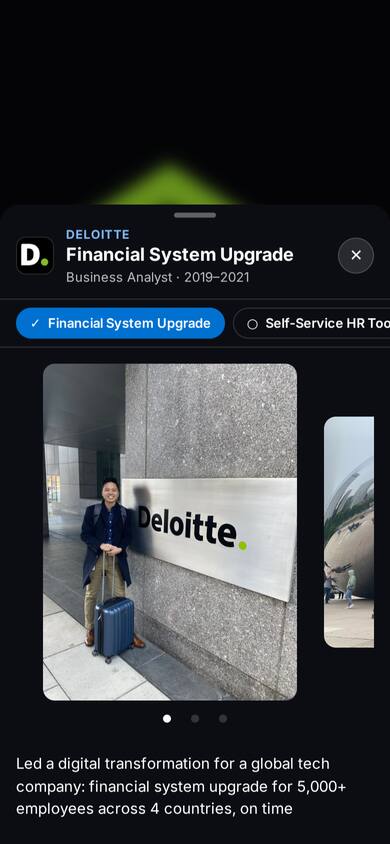 D.
DELOITTE
Financial System Upgrade
Business Analyst · 2019–2021
✕
✓ Financial System Upgrade
○ Self-Service HR Too
Deloitte.
Led a digital transformation for a global tech
company: financial system upgrade for 5,000+
employees across 4 countries, on time